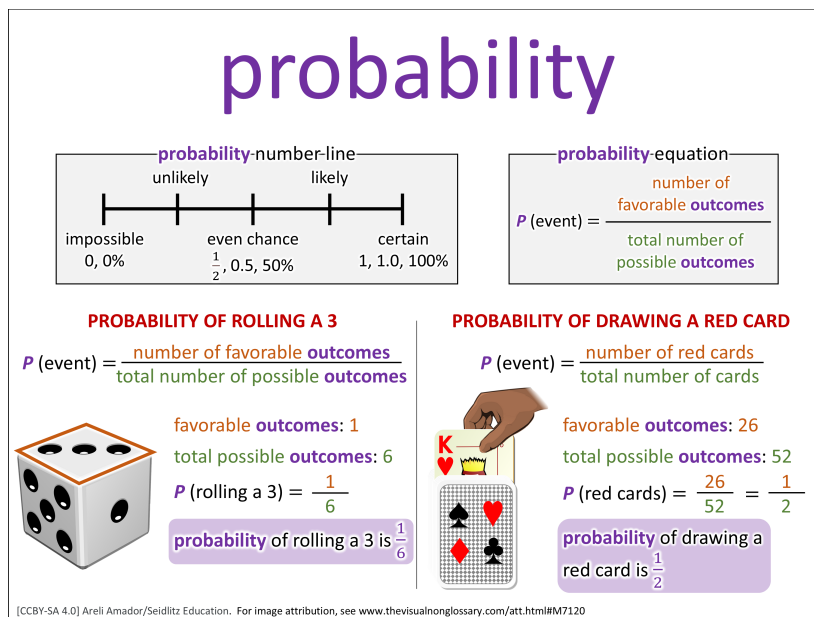 probability
probability number line
unlikely likely
impossible even chance certain
0, 0% 1/2, 0.5, 50% 1, 1.0, 100%
probability equation
number of
favorable outcomes
P (event) =
total number of
possible outcomes
PROBABILITY OF ROLLING A 3
P (event) = number of favorable outcomes
total number of possible outcomes
favorable outcomes: 1
total possible outcomes: 6
P (rolling a 3) = 1/6
probability of rolling a 3 is 1/6
PROBABILITY OF DRAWING A RED CARD
P (event) = number of red cards
total number of cards
K
favorable outcomes: 26
total possible outcomes: 52
P (red cards) = 26/52 = 1/2
probability of drawing a
red card is 1/2
[CCBY-SA 4.0] Areli Amador/Seidlitz Education. For image attribution, see www.thevisualnonglossary.com/att.html#M7120